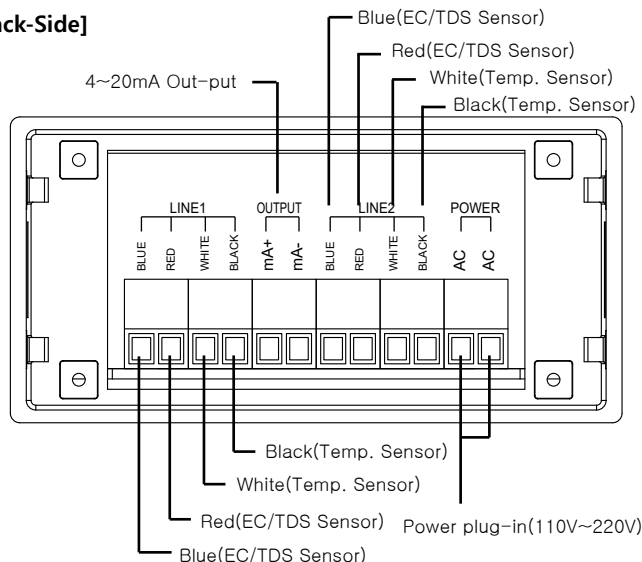 ck-Side]
Blue(EC/TDS Sensor)
Red(EC/TDS Sensor)
4~20mA Out-put
White(Temp. Sensor)
Black(Temp. Sensor)
LINE1 OUTPUT LINE2 POWER
BLUE RED WHITE BLACK mA+ mA- BLUE RED WHITE BLACK AC AC
Black(Temp. Sensor)
White(Temp. Sensor)
Red(EC/TDS Sensor)
Power plug-in(110V~220V)
Blue(EC/TDS Sensor)